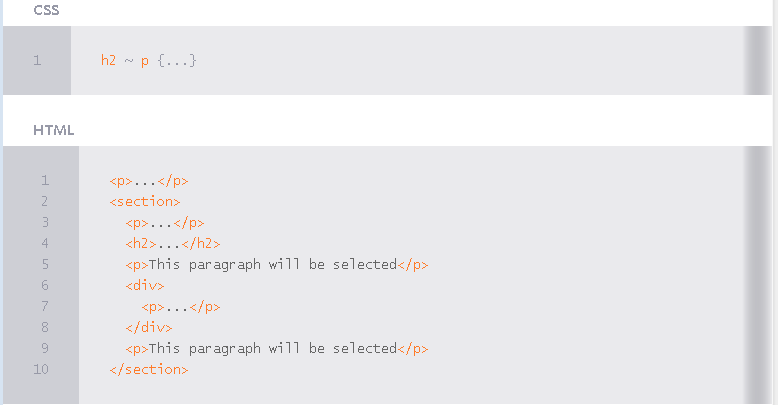 CSS
1 h2 ~ p {...}
HTML
1 <p>...</p>
2 <section>
3 <p>...</p>
4 <h2>...</h2>
5 <p>This paragraph will be selected</p>
6 <div>
7 <p>...</p>
8 </div>
9 <p>This paragraph will be selected</p>
10 </section>